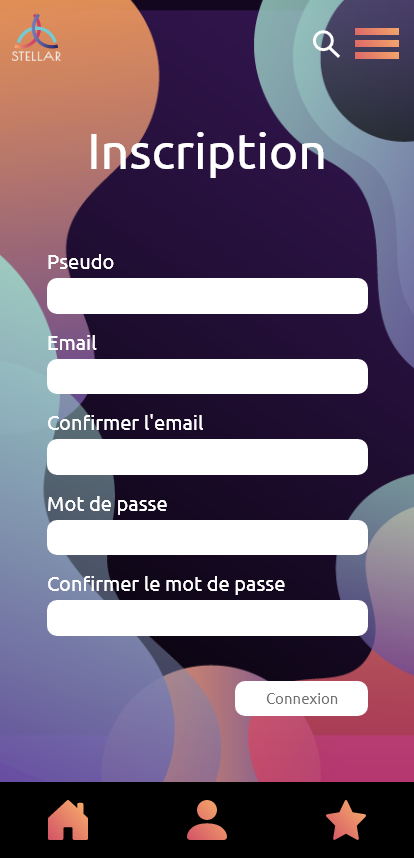 STELLAR
Inscription
Pseudo
Email
Confirmer l'email
Mot de passe
Confirmer le mot de passe
Connexion